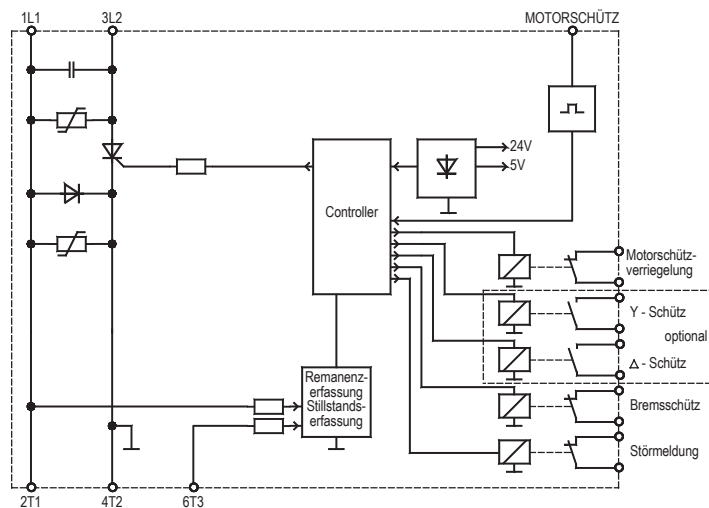 1L1
3L2
MOTORSCHÜTZ
24V
5V
Controller
Motorschütz-
verriegelung
Y - Schütz
optional
Δ - Schütz
Remanenz-
erfassung
Stillstands-
erfassung
Bremsschütz
Störmeldung
2T1
4T2
6T3